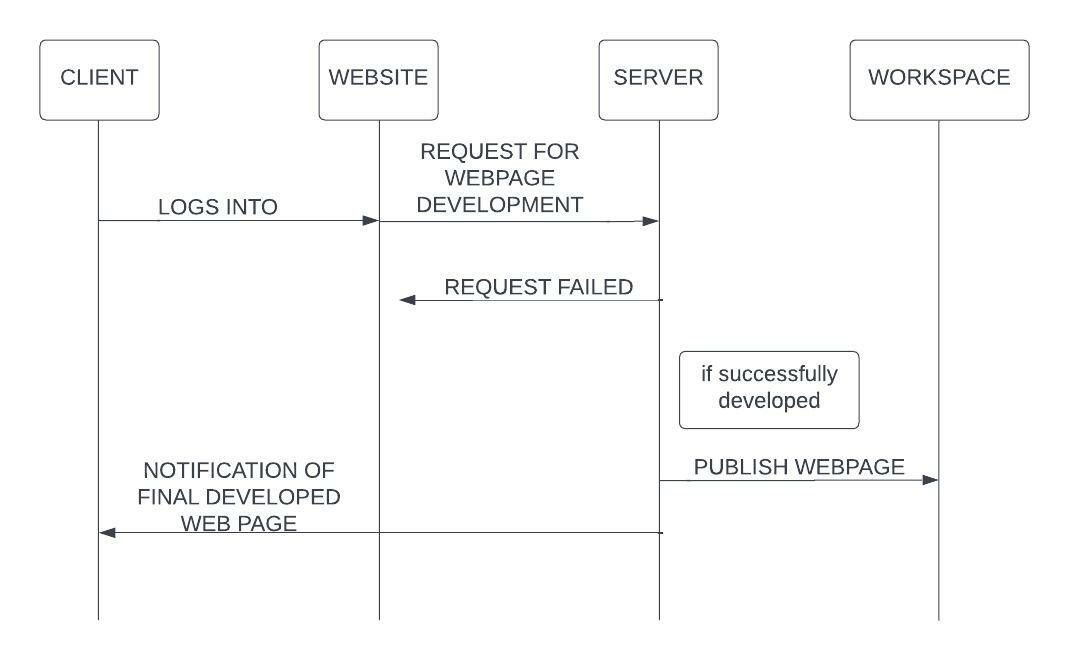 CLIENT
WEBSITE
SERVER
WORKSPACE
REQUEST FOR
WEBPAGE
DEVELOPMENT
LOGS INTO
REQUEST FAILED
if successfully
developed
PUBLISH WEBPAGE
NOTIFICATION OF
FINAL DEVELOPED
WEB PAGE